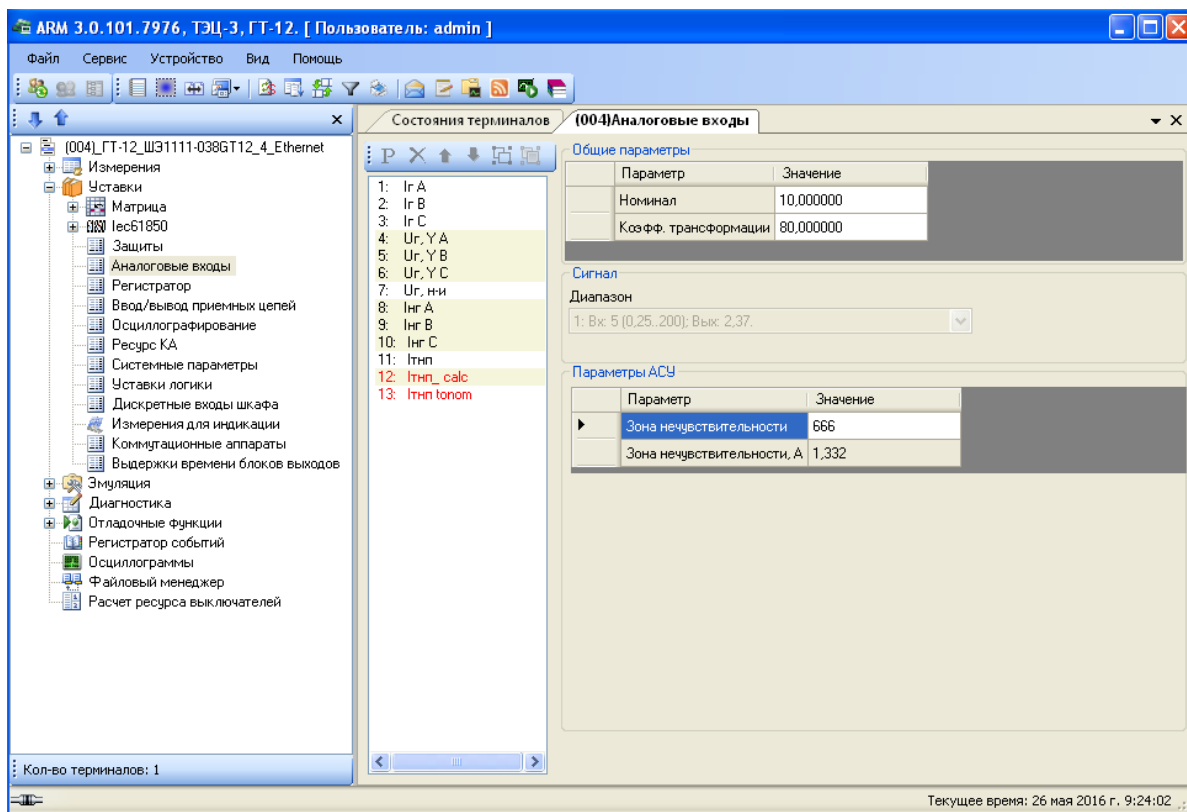 ARM 3.0.101.7976, ТЭЦ-3, ГТ-12. [ Пользователь: admin ]
Файл Сервис Устройство Вид Помощь
Состояния терминалов (004)Аналоговые входы
(004)_ГТ-12_ШЭ1111-038GT12_4_Ethernet
Измерения
Уставки
Матрица
Iec61850
Защиты
Аналоговые входы
Регистратор
Ввод/вывод приемных цепей
Осциллографирование
Ресурс КА
Системные параметры
Уставки логики
Дискретные входы шкафа
Измерения для индикации
Коммутационные аппараты
Выдержки времени блоков выходов
Эмуляция
Диагностика
Отладочные функции
Регистратор событий
Осциллограммы
Файловый менеджер
Расчет ресурса выключателей
Кол-во терминалов: 1
P
1: Iг A
2: Iг B
3: Iг C
4: Uг, Y A
5: Uг, Y B
6: Uг, Y C
7: Uг, н-и
8: Iнг A
9: Iнг B
10: Iнг C
11: Iтнп
12: Iтнп_ calc
13: Iтнп tonom
Общие параметры
Параметр Значение
Номинал 10,000000
Коэфф. трансформации 80,000000
Сигнал
Диапазон
1: Вх: 5 (0,25..200); Вых: 2,37.
Параметры АСУ
Параметр Значение
Зона нечувствительности 666
Зона нечувствительности, А 1,332
Текущее время: 26 мая 2016 г. 9:24:02